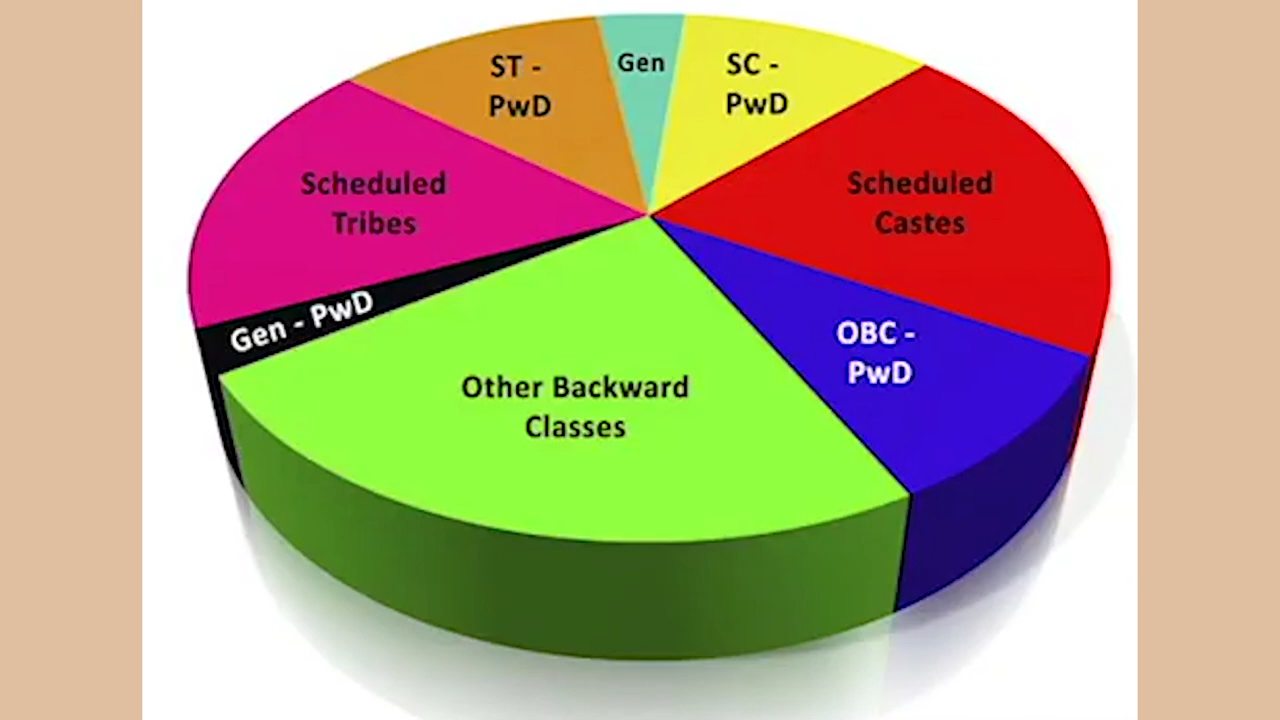 ST -
PwD
Gen
SC -
PwD
Scheduled
Tribes
Scheduled
Castes
Gen - PwD
OBC -
PwD
Other Backward
Classes